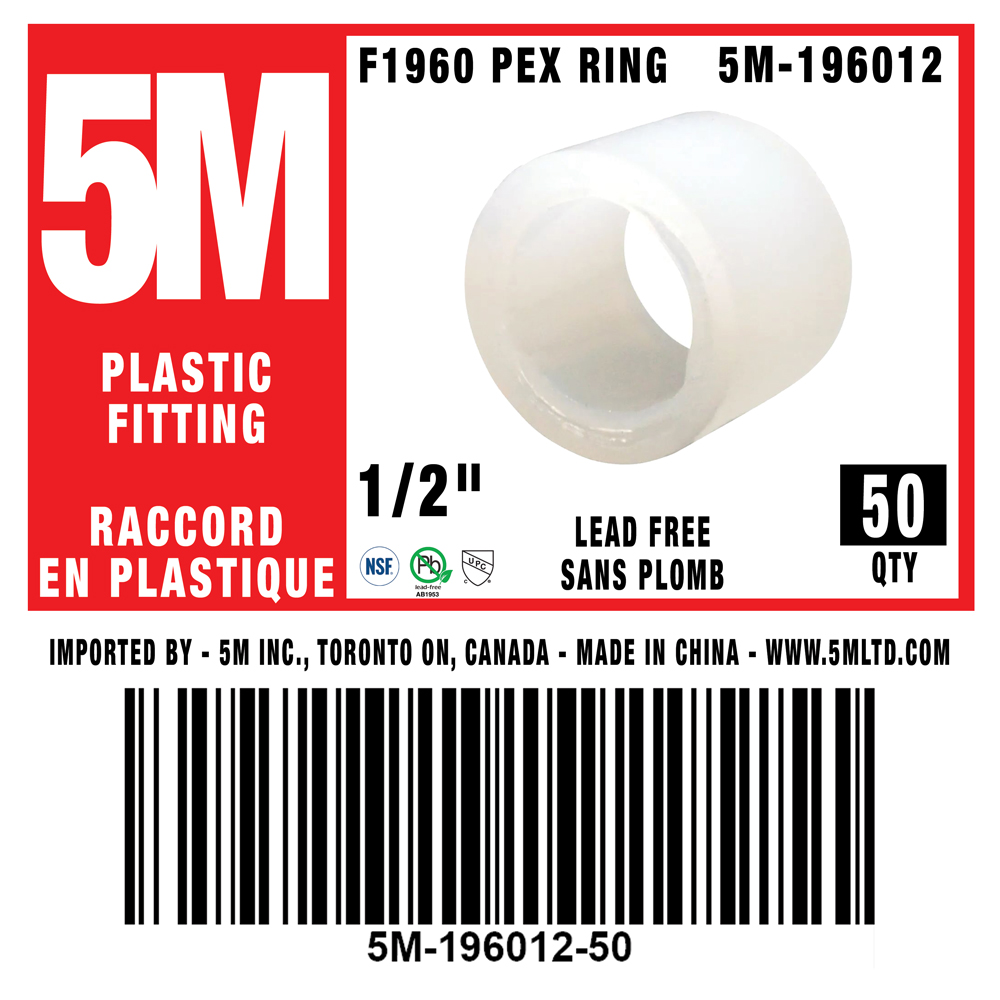 5M
PLASTIC
FITTING
RACCORD
EN PLASTIQUE
F1960 PEX RING 5M-196012
1/2"
NSF.
Pb
lead-free
AB1953
UPC
C ®
LEAD FREE
SANS PLOMB
50
QTY
IMPORTED BY - 5M INC., TORONTO ON, CANADA - MADE IN CHINA - WWW.5MLTD.COM
5M-196012-50